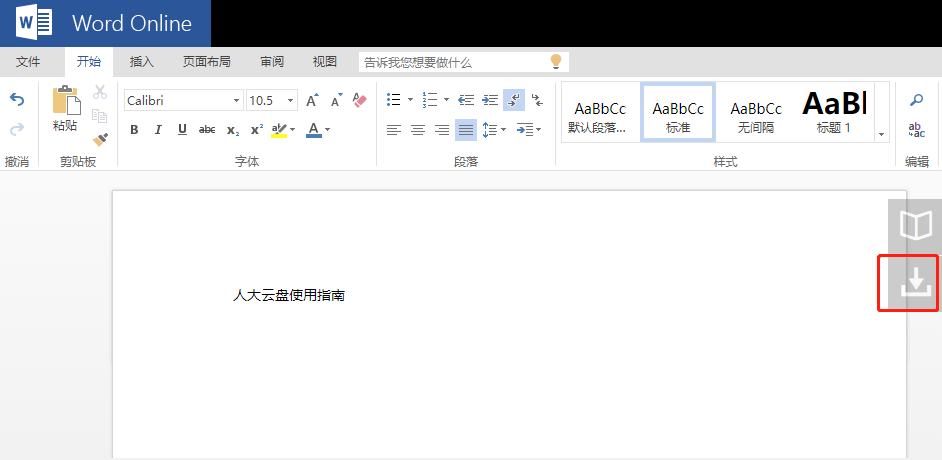 W Word Online
文件 开始 插入 页面布局 审阅 视图 告诉我您想要做什么
Calibri 10.5 A A
AaBbCc AaBbCc AaBbCc AaBl
粘贴 B I U abc x₂ x² ab A 默认段落... 标准 无间隔 标题 1 ab ac
撤消 剪贴板 字体 段落 样式 编辑
人大云盘使用指南